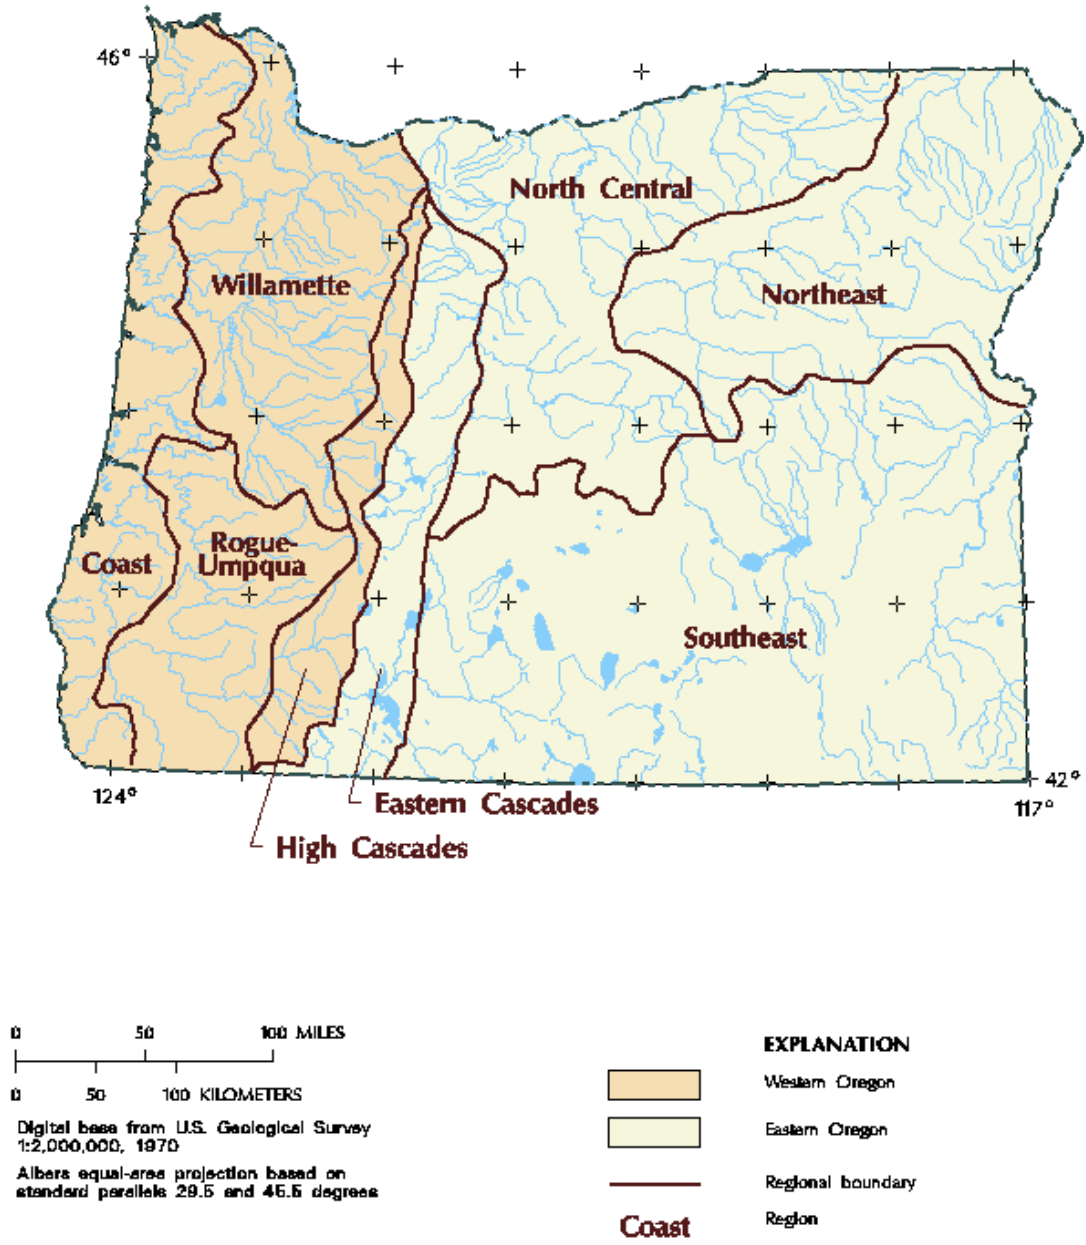 46°
North Central
Willamette
Northeast
Coast
Rogue-
Umpqua
Southeast
124°
42°
117°
Eastern Cascades
High Cascades
0 50 100 MILES
0 50 100 KILOMETERS
Digital base from U.S. Geological Survey
1:2,000,000, 1970
Albers equal-area projection based on
standard parallels 29.5 and 45.5 degrees
EXPLANATION
Western Oregon
Eastern Oregon
Regional boundary
Coast
Region